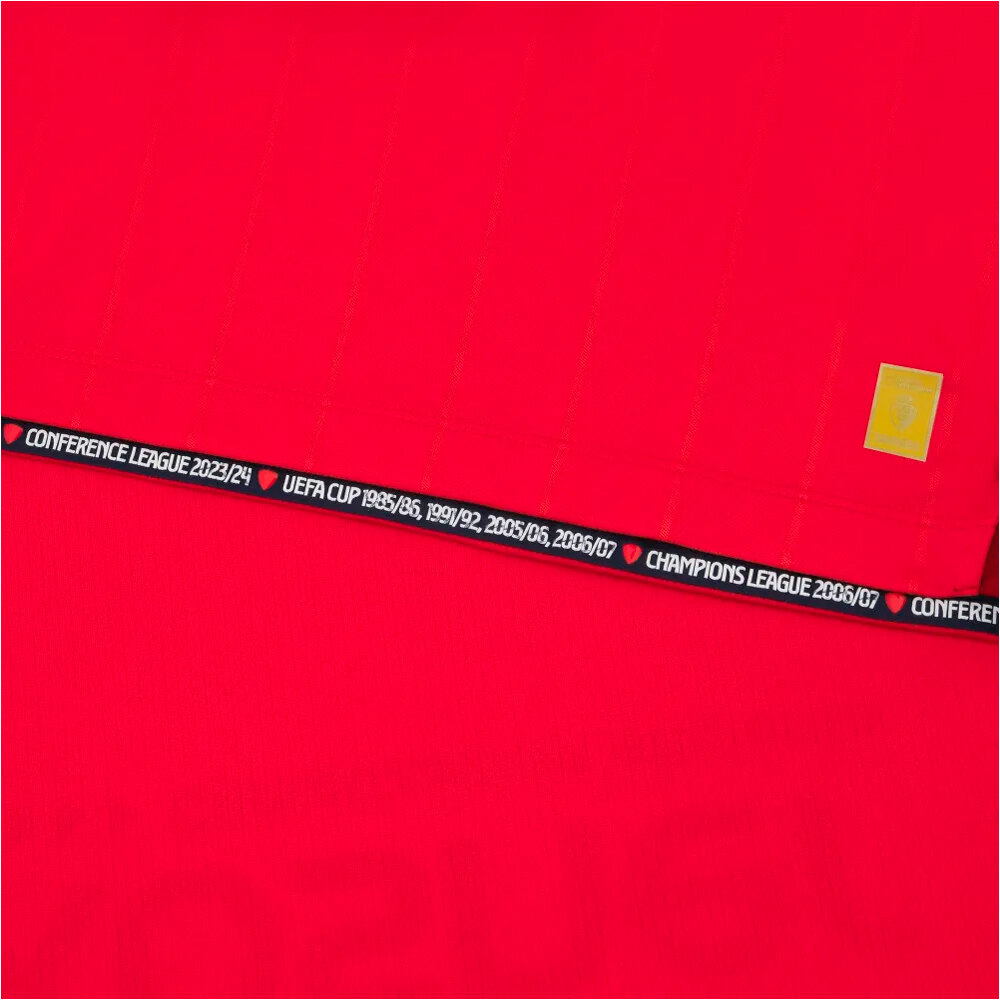 CONFERENCE LEAGUE 2023/24 UEFA CUP 1985/86, 1991/92, 2005/06, 2006/07 CHAMPIONS LEAGUE 2006/07 CONFEREN